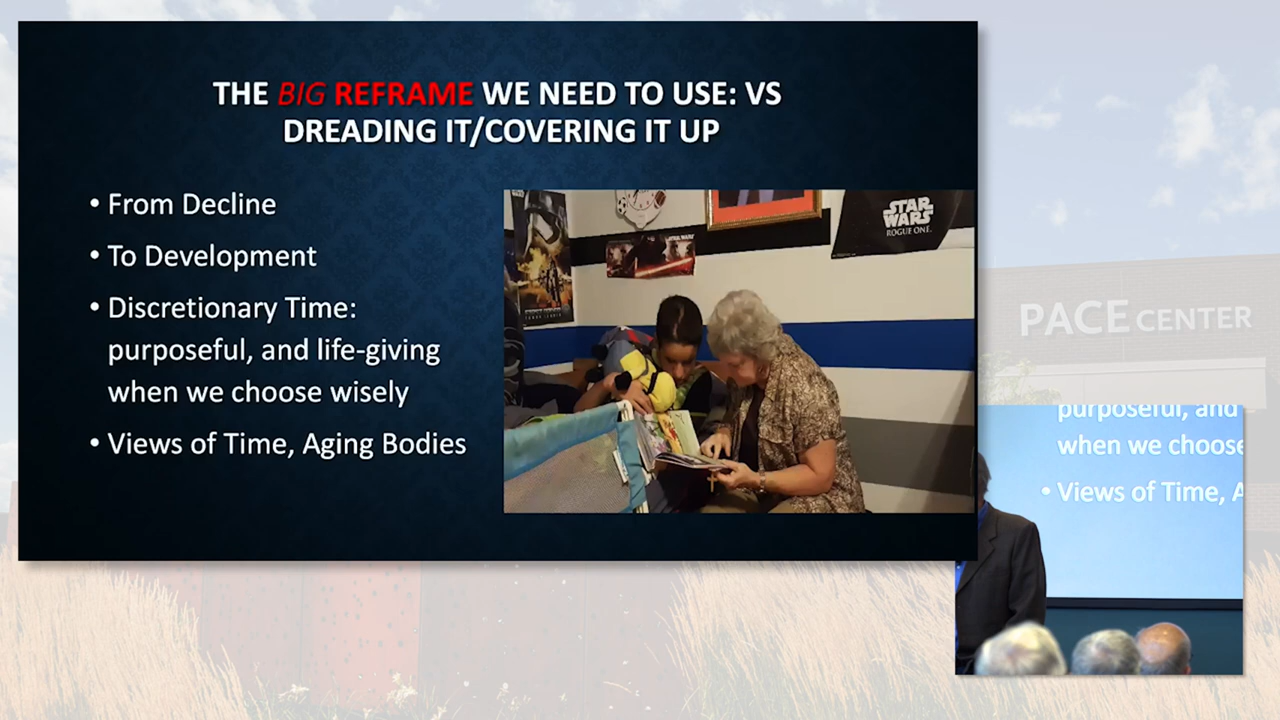 THE BIG REFRAME WE NEED TO USE: VS
DREADING IT/COVERING IT UP
• From Decline
• To Development
• Discretionary Time:
purposeful, and life-giving
when we choose wisely
• Views of Time, Aging Bodies
STAR
WARS
ROGUE ONE
PACE CENTER
purposeful, and
when we choose
• Views of Time, A